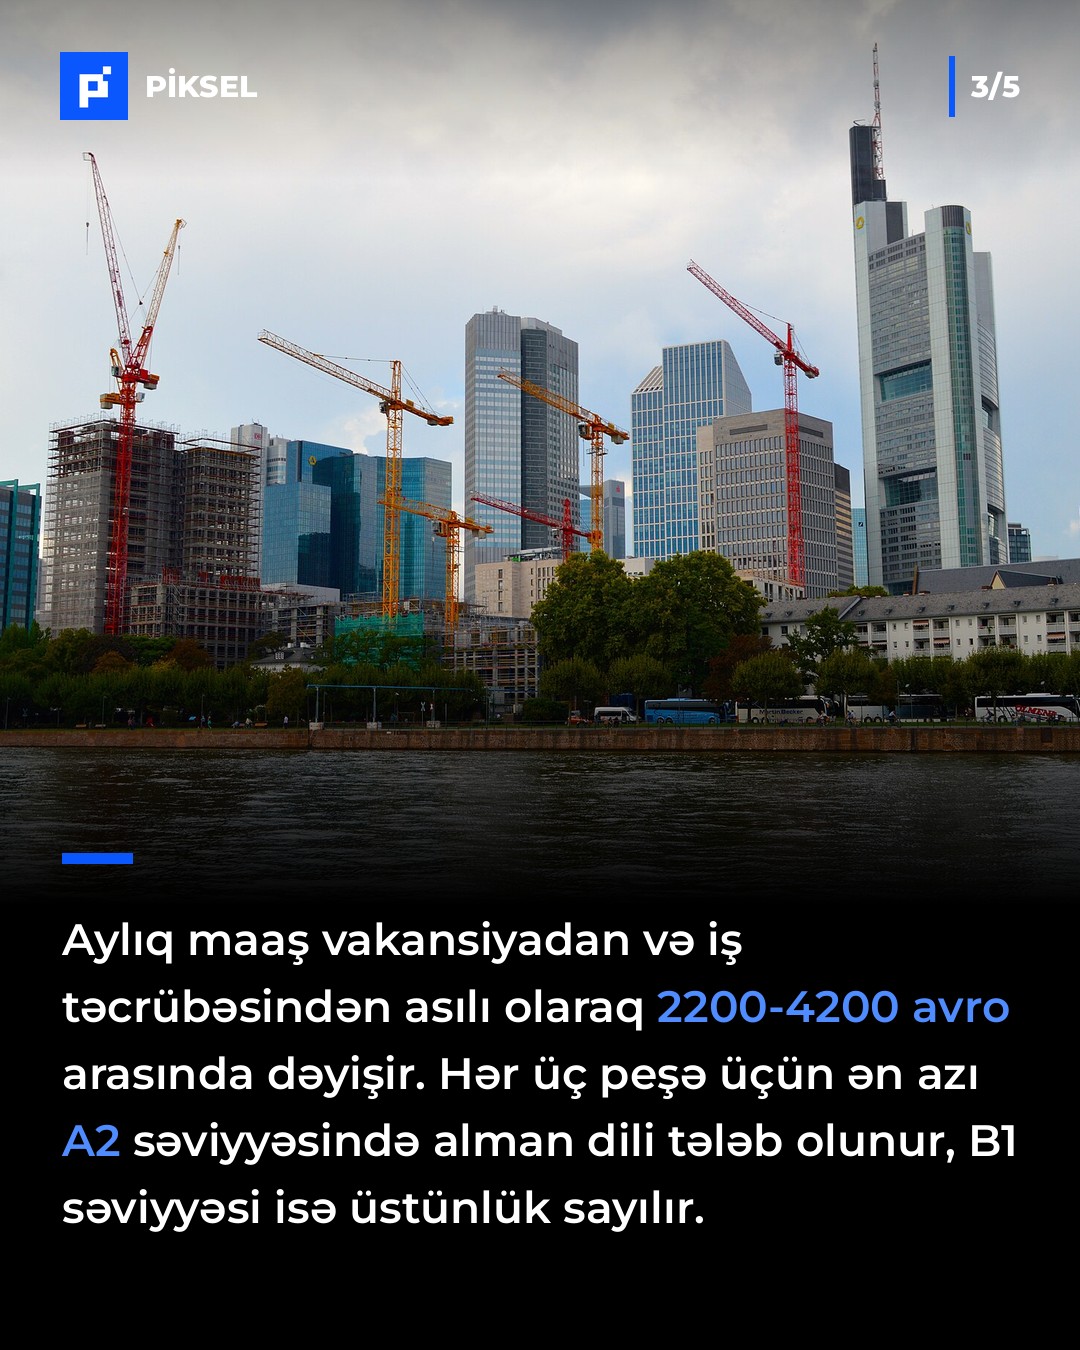 PİKSEL
3/5
Aylıq maaş vakansiyadan və iş
təcrübəsindən asılı olaraq 2200-4200 avro
arasında dəyişir. Hər üç peşə üçün ən azı
A2 səviyyəsində alman dili tələb olunur, B1
səviyyəsi isə üstünlük sayılır.